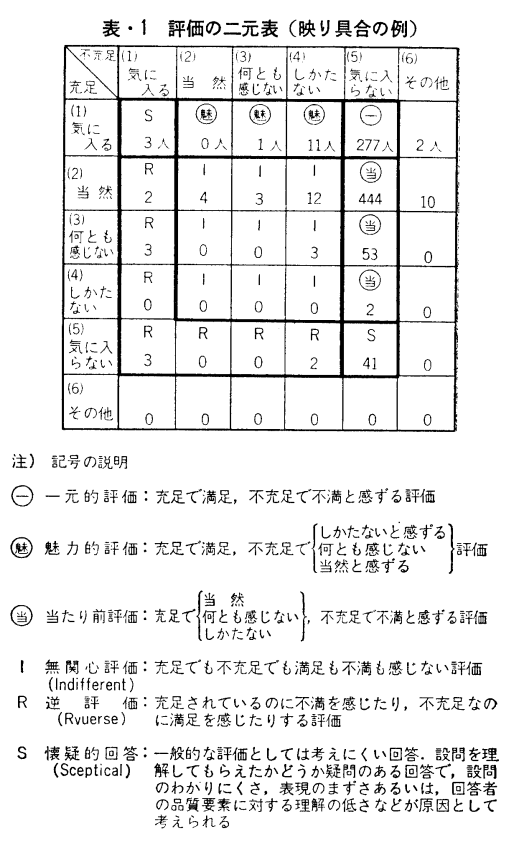 表・1 評価の二元表（映り具合の例）
不充足 (1)気に入る (2)当然 (3)何とも感じない (4)しかたない (5)気に入らない (6)その他
充足
(1)気に入る S 3人 ㊀魅 0人 魅 1人 魅 11人 ㊀ 277人 2人
(2)当然 R 2 I 4 I 3 I 12 当 444 10
(3)何とも感じない R 3 I 0 I 0 I 3 当 53 0
(4)しかたない R 0 I 0 I 0 I 0 当 2 0
(5)気に入らない R 3 R 0 R 0 R 2 S 41 0
(6)その他 0 0 0 0 0 0
注） 記号の説明
㊀ 一元的評価：充足で満足，不充足で不満と感ずる評価
魅 魅力的評価：充足で満足，不充足で{しかたないと感ずる
何とも感じない
当然と感ずる}評価
当 当たり前評価：充足で{当然
何とも感じない
しかたない}，不充足で不満と感ずる評価
I 無関心評価：充足でも不充足でも満足も不満も感じない評価
(Indifferent)
R 逆評価：充足されているのに不満を感じたり，不充足なの
(Rvuerse) に満足を感じたりする評価
S 懐疑的回答：一般的な評価としては考えにくい回答．設問を理
(Sceptical) 解してもらえたかどうか疑問のある回答で，設問
のわかりにくさ，表現のまずさあるいは，回答者
の品質要素に対する理解の低さなどが原因として
考えられる